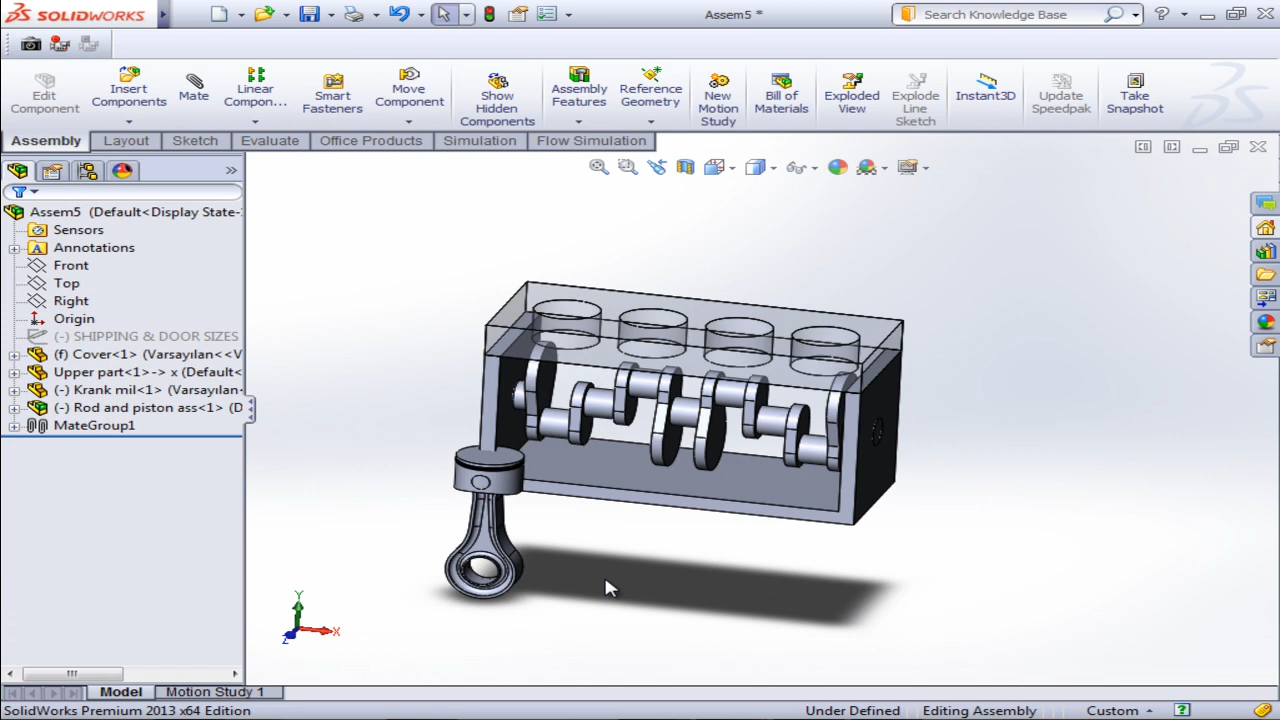 SOLIDWORKS
Assem5 *
Search Knowledge Base
Edit Component
Insert Components
Mate
Linear Compon...
Smart Fasteners
Move Component
Show Hidden Components
Assembly Features
Reference Geometry
New Motion Study
Bill of Materials
Exploded View
Explode Line Sketch
Instant3D
Update Speedpak
Take Snapshot
Assembly
Layout
Sketch
Evaluate
Office Products
Simulation
Flow Simulation
Assem5 (Default<Display State-
Sensors
Annotations
Front
Top
Right
Origin
(-) SHIPPING & DOOR SIZES
(f) Cover<1> (Varsayılan<<V
Upper part<1>-> x (Default<
(-) Krank mil<1> (Varsayılan<
(-) Rod and piston ass<1> (D
MateGroup1
Y
X
Z
Model
Motion Study 1
SolidWorks Premium 2013 x64 Edition
Under Defined
Editing Assembly
Custom